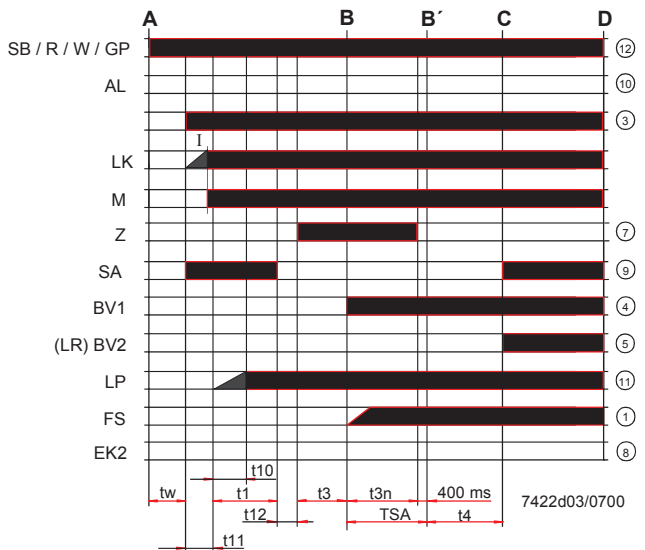 A B B´ C D
SB / R / W / GP 12
AL 10
3
I
LK
M
Z 7
SA 9
BV1 4
(LR) BV2 5
LP 11
FS 1
EK2 8
t10
tw t1 t3 t3n 400 ms
7422d03/0700
t12 TSA t4
t11